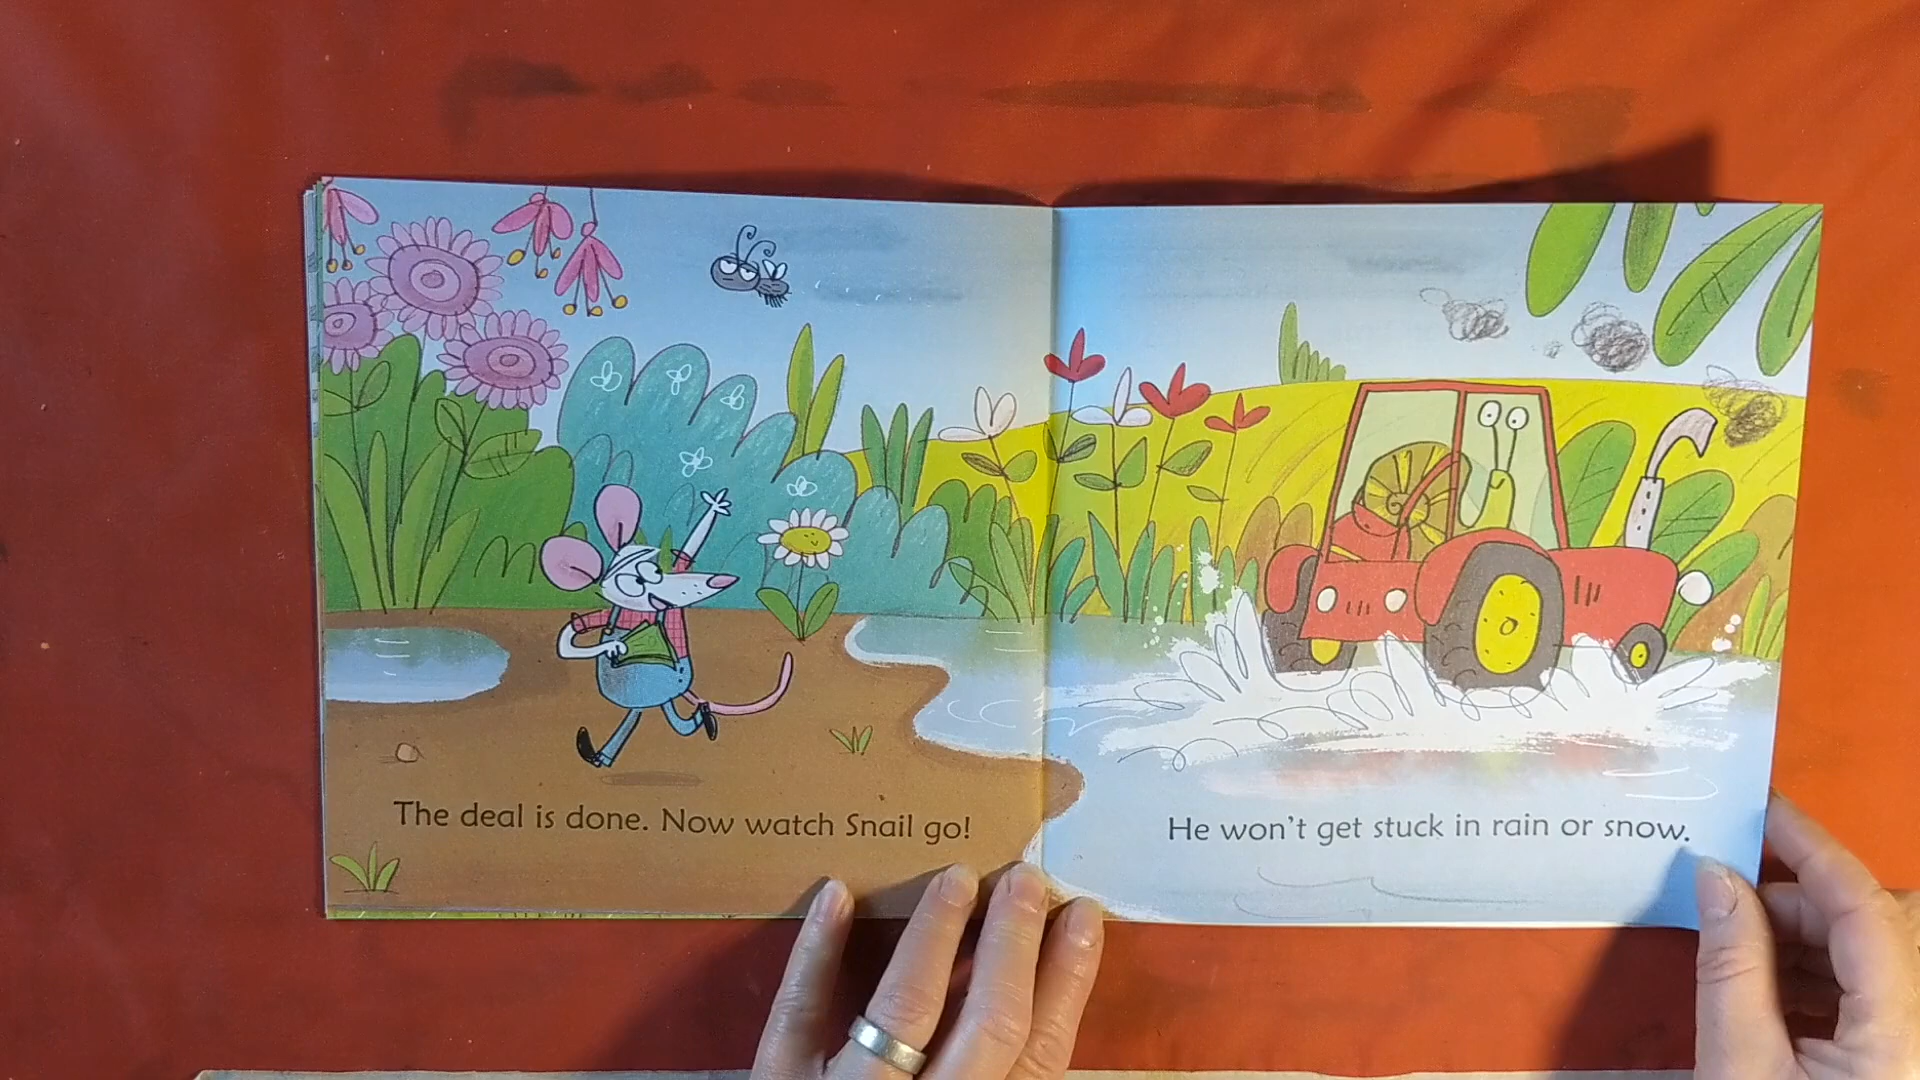 The deal is done. Now watch Snail go!
He won't get stuck in rain or snow.